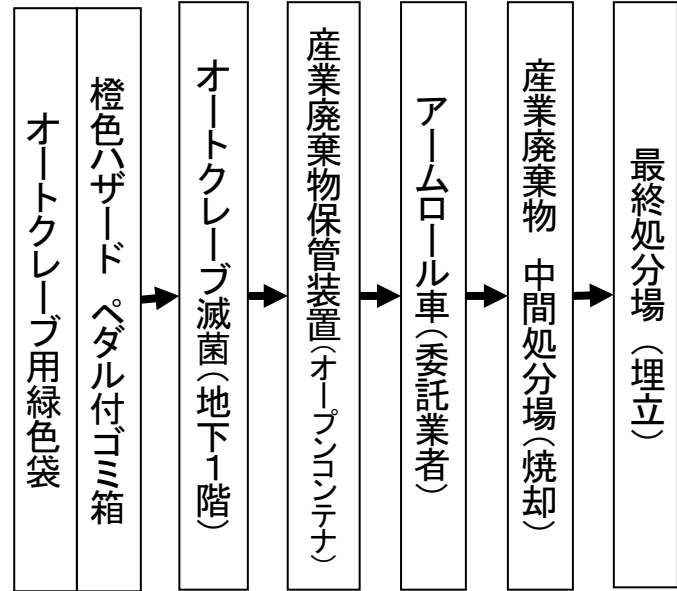 オートクレーブ用緑色袋
橙色ハザード ペダル付ゴミ箱
オートクレーブ滅菌（地下1階）
産業廃棄物保管装置（オープンコンテナ）
アームロール車（委託業者）
産業廃棄物 中間処分場（焼却）
最終処分場（埋立）